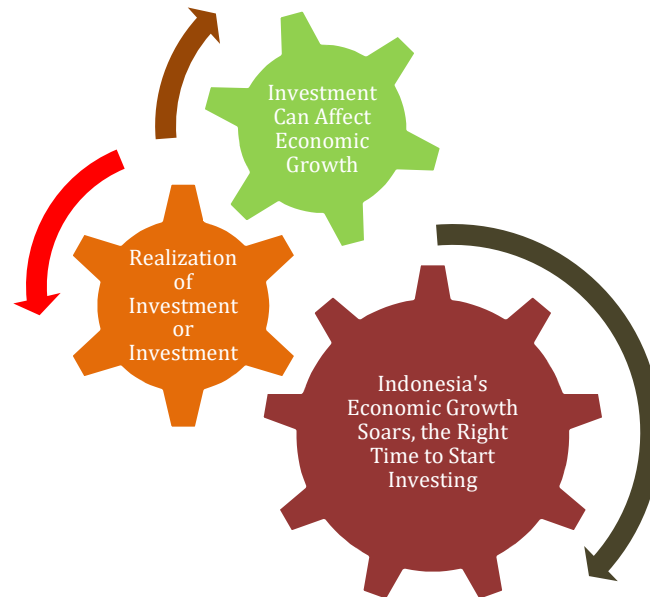 Investment
Can Affect
Economic
Growth
Realization
of
Investment
or
Investment
Indonesia's
Economic Growth
Soars, the Right
Time to Start
Investing